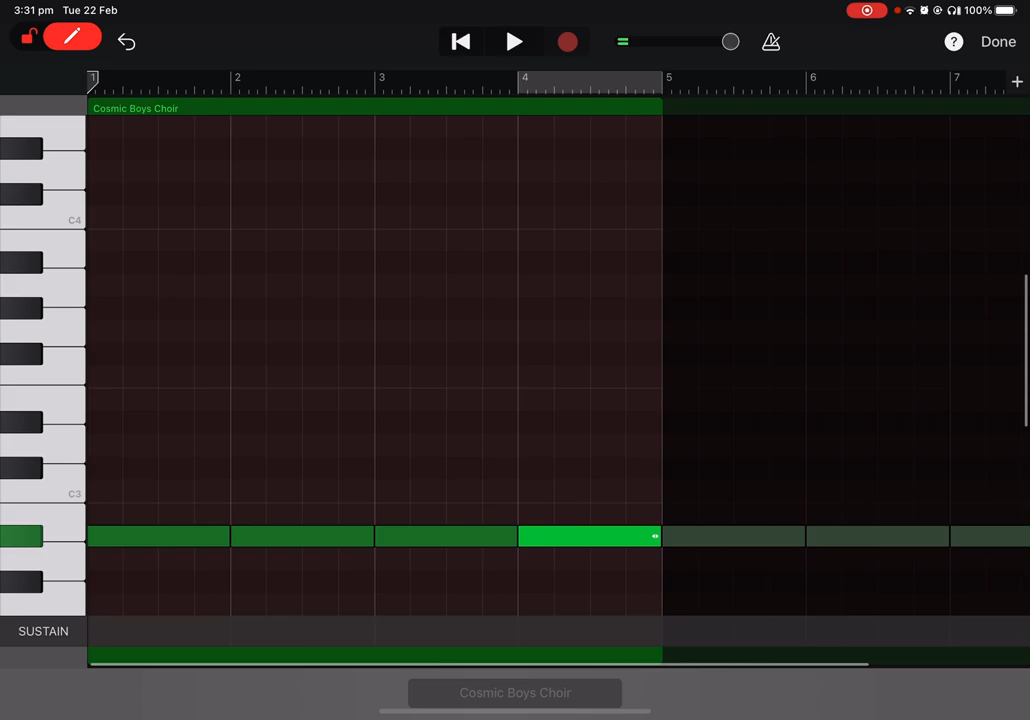 3:31 pm Tue 22 Feb 100%
? Done
1 2 3 4 5 6 7 +
Cosmic Boys Choir
C4
C3
SUSTAIN
Cosmic Boys Choir